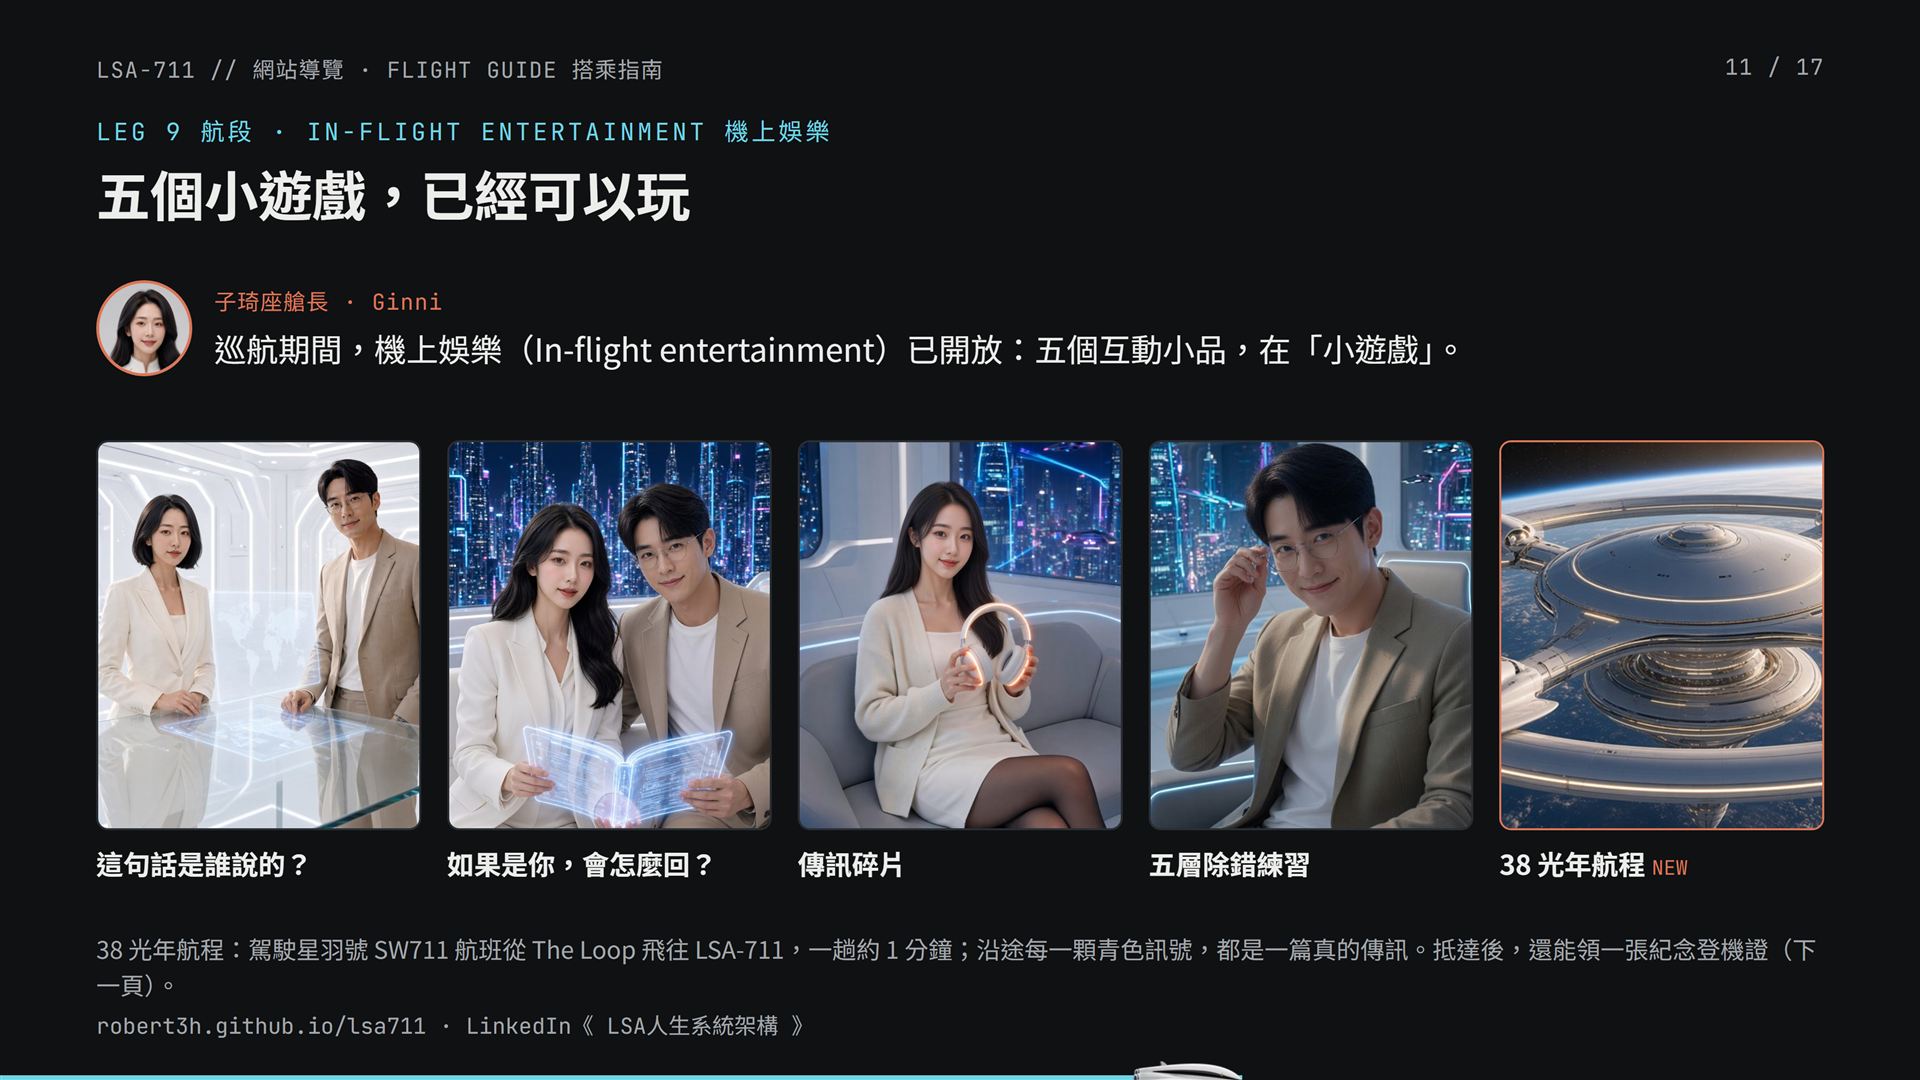 LSA-711 // 網站導覽 · FLIGHT GUIDE 搭乘指南
11 / 17
LEG 9 航段 · IN-FLIGHT ENTERTAINMENT 機上娛樂
五個小遊戲，已經可以玩
子琦座艙長 · Ginni
巡航期間，機上娛樂（In-flight entertainment）已開放：五個互動小品，在「小遊戲」。
這句話是誰說的？
如果是你，會怎麼回？
傳訊碎片
五層除錯練習
38 光年航程 NEW
38 光年航程：駕駛星羽號 SW711 航班從 The Loop 飛往 LSA-711，一趟約 1 分鐘；沿途每一顆青色訊號，都是一篇真的傳訊。抵達後，還能領一張紀念登機證（下
一頁）。
robert3h.github.io/lsa711 · LinkedIn《 LSA人生系統架構 》